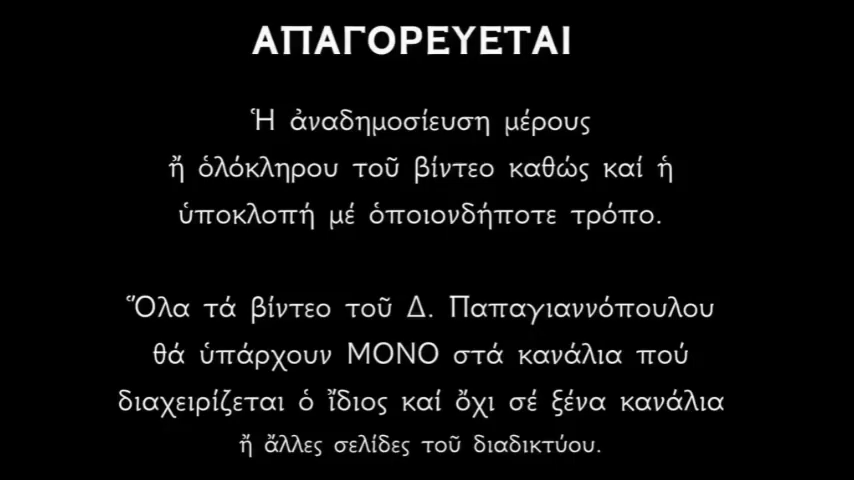 ΑΠΑΓΟΡΕΥΕΤΑΙ
Ἡ ἀναδημοσίευση μέρους
ἤ ὁλόκληρου τοῦ βίντεο καθώς καί ἡ
ὑποκλοπή μέ ὁποιονδήποτε τρόπο.
Ὅλα τά βίντεο τοῦ Δ. Παπαγιαννόπουλου
θά ὑπάρχουν ΜΟΝΟ στά κανάλια πού
διαχειρίζεται ὁ ἴδιος καί ὄχι σέ ξένα κανάλια
ἤ ἄλλες σελίδες τοῦ διαδικτύου.